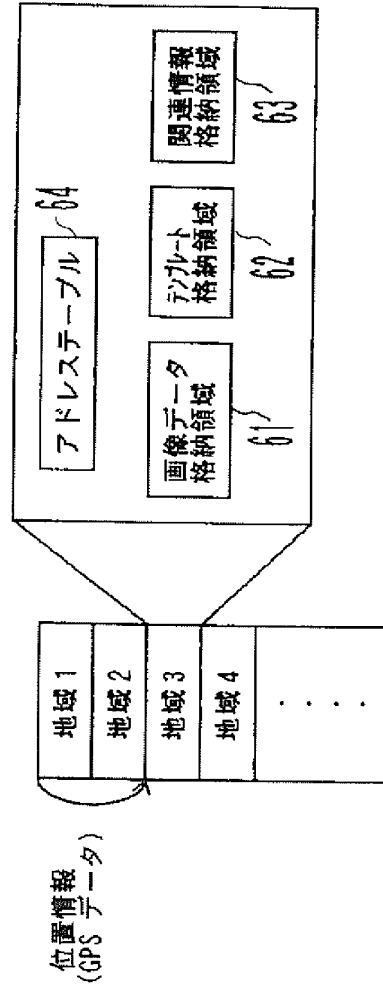 位置情報
(GPS データ)
地域 1
地域 2
地域 3
地域 4
・・・・
アドレステーブル
64
画像データ
格納領域
61
テンプレート
格納領域
62
関連情報
格納領域
63